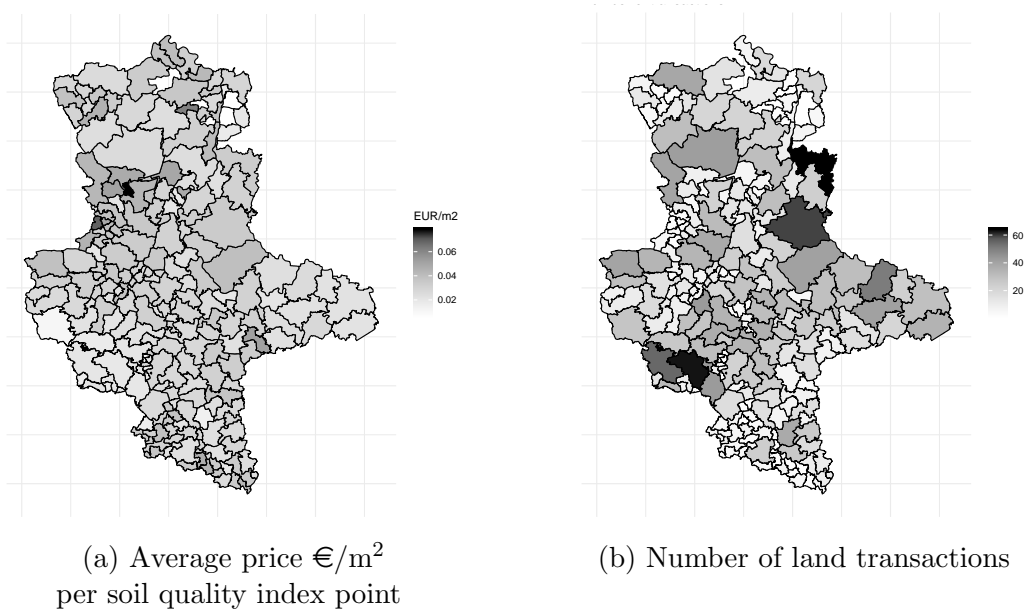 EUR/m2
0.06
0.04
0.02
60
40
20
(a) Average price €/m²
per soil quality index point
(b) Number of land transactions